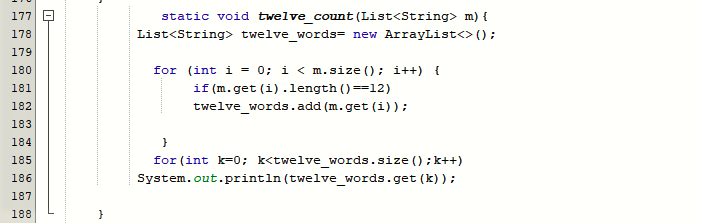 177 static void twelve_count(List<String> m){
178 List<String> twelve_words= new ArrayList<>();
179
180 for (int i = 0; i < m.size(); i++) {
181 if(m.get(i).length()==12)
182 twelve_words.add(m.get(i));
183
184 }
185 for(int k=0; k<twelve_words.size();k++)
186 System.out.println(twelve_words.get(k));
187
188 }